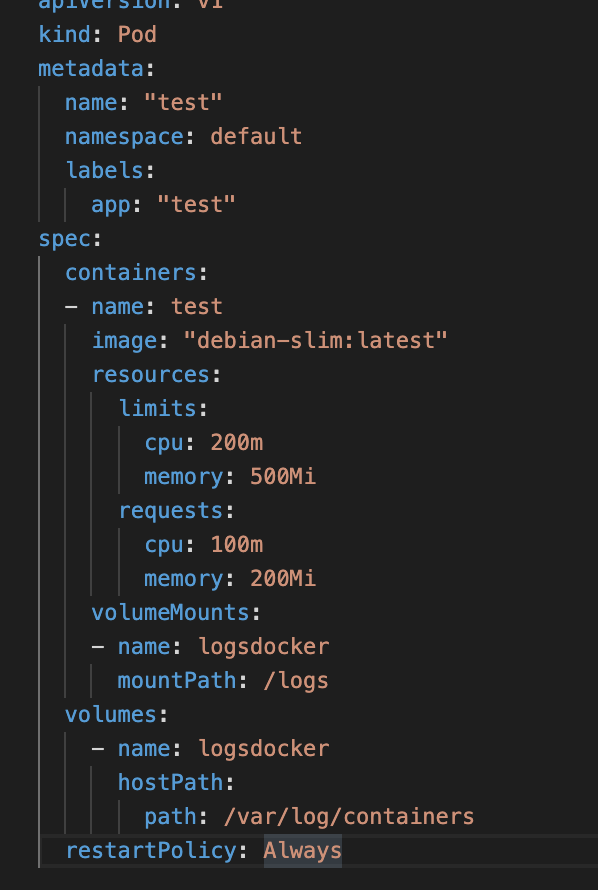 apiVersion: v1
kind: Pod
metadata:
  name: "test"
  namespace: default
  labels:
    app: "test"
spec:
  containers:
  - name: test
    image: "debian-slim:latest"
    resources:
      limits:
        cpu: 200m
        memory: 500Mi
      requests:
        cpu: 100m
        memory: 200Mi
    volumeMounts:
    - name: logsdocker
      mountPath: /logs
  volumes:
    - name: logsdocker
      hostPath:
        path: /var/log/containers
  restartPolicy: Always